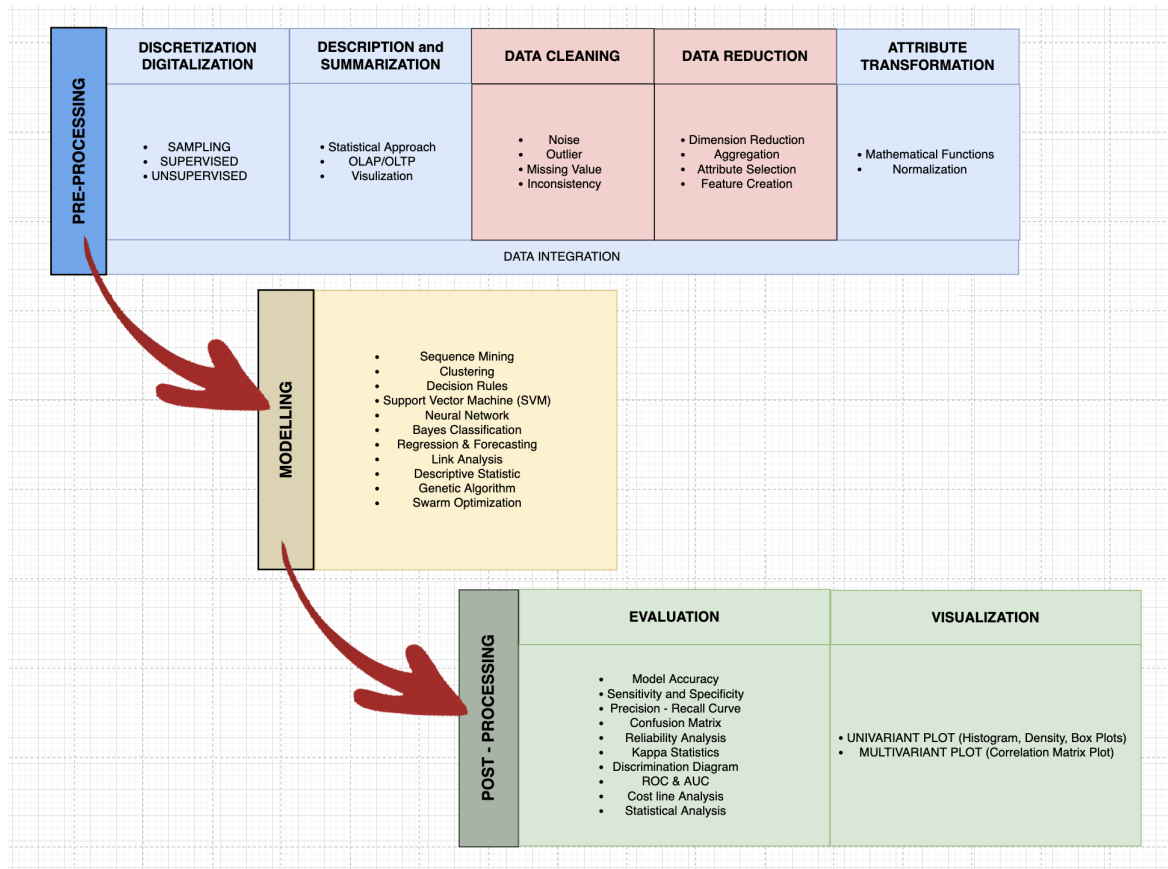 PRE-PROCESSING
DISCRETIZATION
DIGITALIZATION
• SAMPLING
• SUPERVISED
• UNSUPERVISED
DESCRIPTION and
SUMMARIZATION
• Statistical Approach
• OLAP/OLTP
• Visulization
DATA CLEANING
• Noise
• Outlier
• Missing Value
• Inconsistency
DATA REDUCTION
• Dimension Reduction
• Aggregation
• Attribute Selection
• Feature Creation
ATTRIBUTE
TRANSFORMATION
• Mathematical Functions
• Normalization
DATA INTEGRATION
MODELLING
• Sequence Mining
• Clustering
• Decision Rules
• Support Vector Machine (SVM)
• Neural Network
• Bayes Classification
• Regression & Forecasting
• Link Analysis
• Descriptive Statistic
• Genetic Algorithm
• Swarm Optimization
POST - PROCESSING
EVALUATION
• Model Accuracy
• Sensitivity and Specificity
• Precision - Recall Curve
• Confusion Matrix
• Reliability Analysis
• Kappa Statistics
• Discrimination Diagram
• ROC & AUC
• Cost line Analysis
• Statistical Analysis
VISUALIZATION
• UNIVARIANT PLOT (Histogram, Density, Box Plots)
• MULTIVARIANT PLOT (Correlation Matrix Plot)